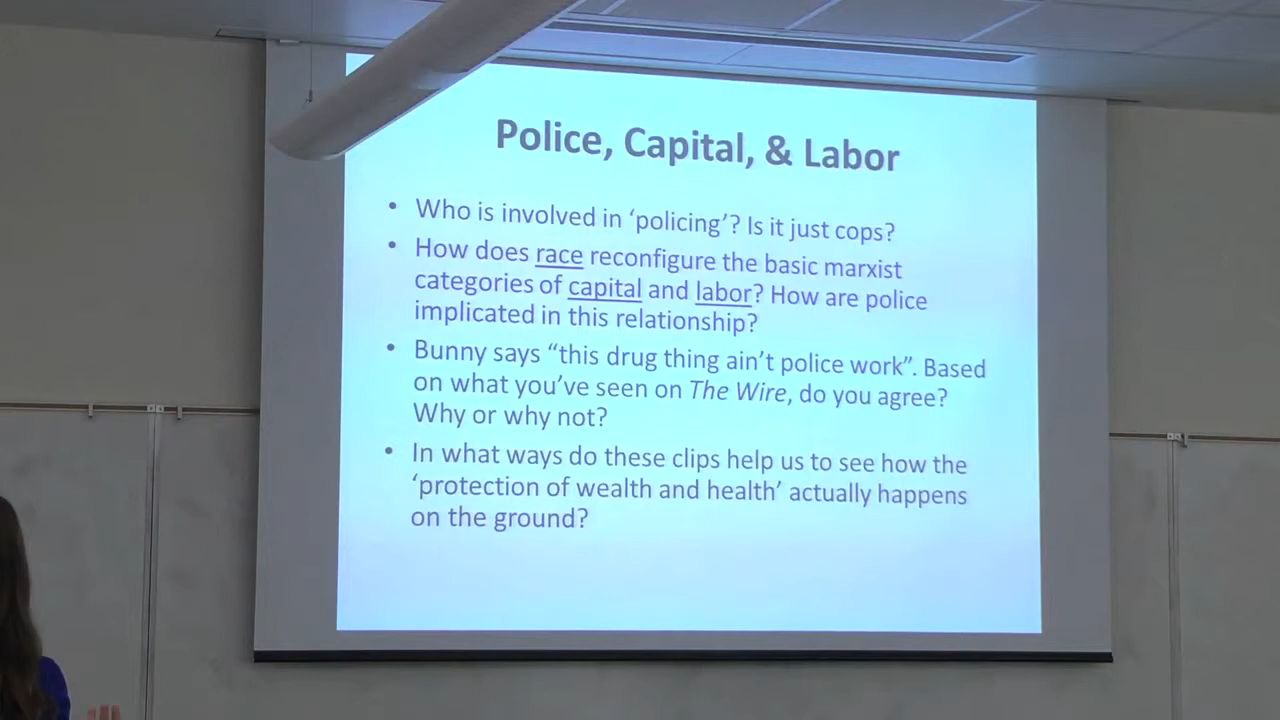 Police, Capital, & Labor
• Who is involved in ‘policing’? Is it just cops?
• How does race reconfigure the basic marxist
categories of capital and labor? How are police
implicated in this relationship?
• Bunny says “this drug thing ain’t police work”. Based
on what you’ve seen on The Wire, do you agree?
Why or why not?
• In what ways do these clips help us to see how the
‘protection of wealth and health’ actually happens
on the ground?